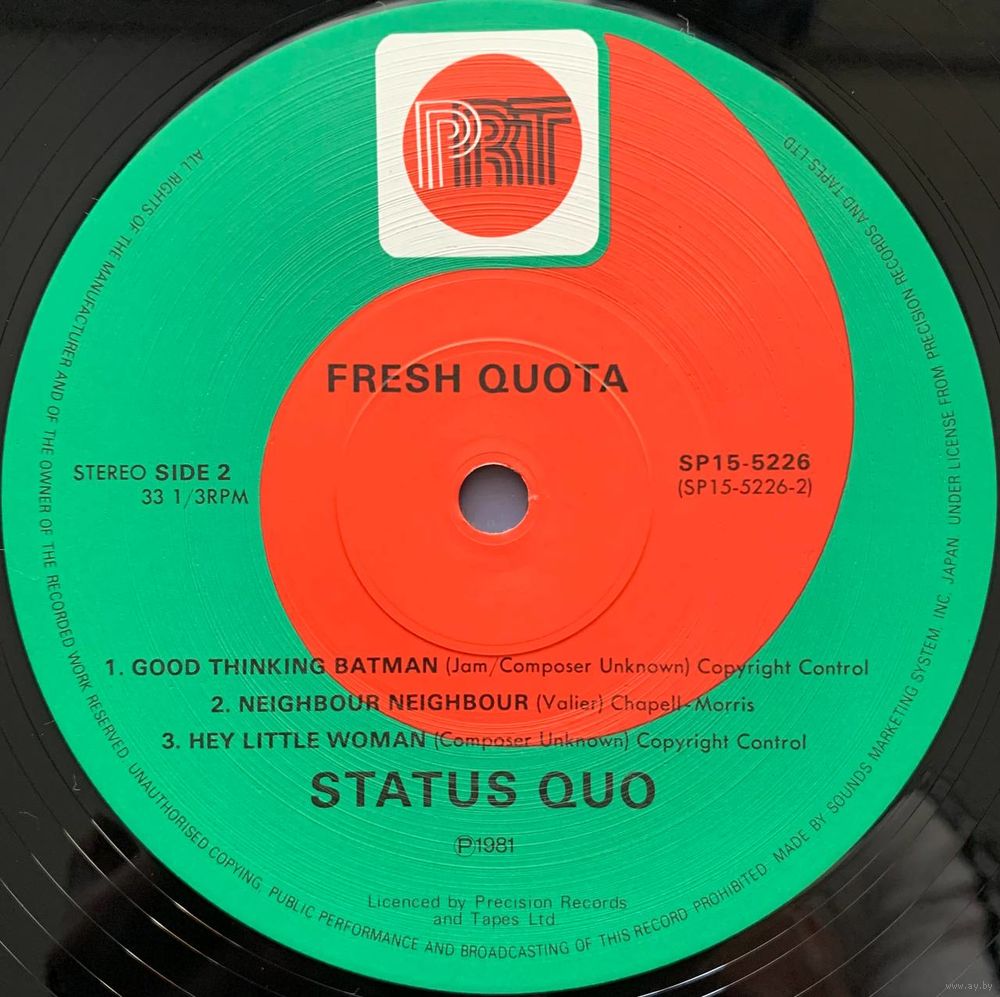 PRT
FRESH QUOTA
STEREO SIDE 2
33 1/3RPM
SP15-5226
(SP15-5226-2)
1. GOOD THINKING BATMAN (Jam/Composer Unknown) Copyright Control
2. NEIGHBOUR NEIGHBOUR (Valier) Chapell-Morris
3. HEY LITTLE WOMAN (Composer Unknown) Copyright Control
STATUS QUO
Ⓟ1981
Licenced by Precision Records
and Tapes Ltd
ALL RIGHTS OF THE MANUFACTURER AND OF THE OWNER OF THE RECORDED WORK RESERVED. UNAUTHORISED COPYING, PUBLIC PERFORMANCE AND BROADCASTING OF THIS RECORD PROHIBITED. MADE BY SOUNDS MARKETING SYSTEM, INC. JAPAN UNDER LICENSE FROM PRECISION RECORDS AND TAPES LTD
www.ay.by